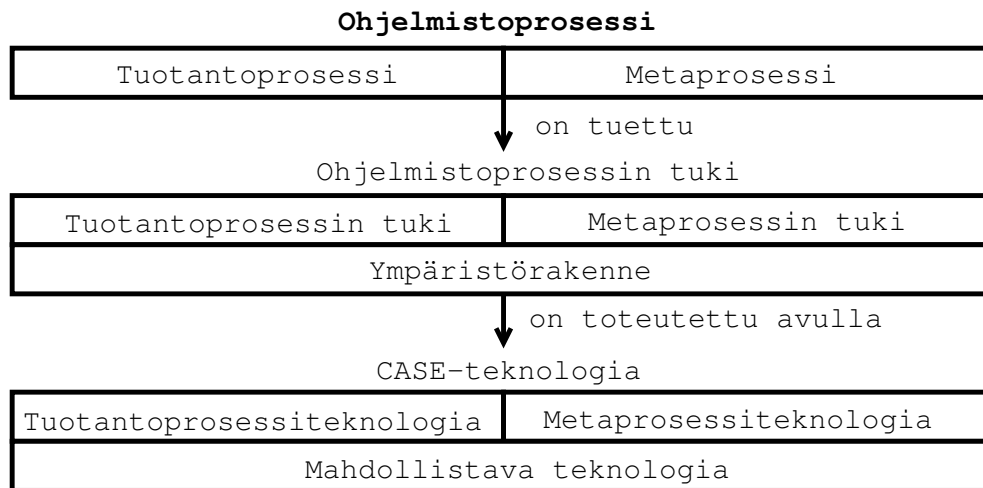 Ohjelmistoprosessi
Tuotantoprosessi Metaprosessi
on tuettu
Ohjelmistoprosessin tuki
Tuotantoprosessin tuki Metaprosessin tuki
Ympäristörakenne
on toteutettu avulla
CASE-teknologia
Tuotantoprosessiteknologia Metaprosessiteknologia
Mahdollistava teknologia